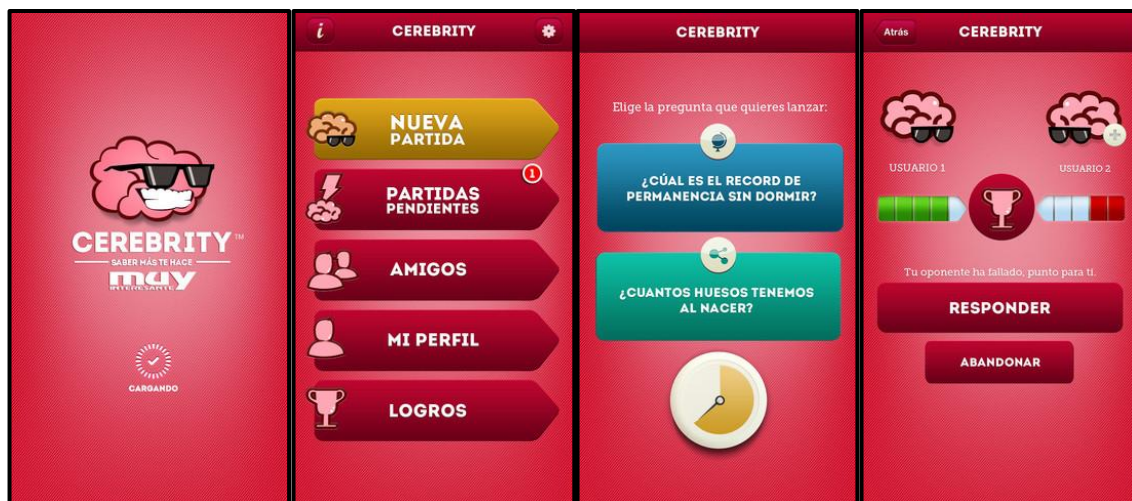 CEREBRITY™
SABER MÁS TE HACE
muy
INTERESANTE
CARGANDO
i
CEREBRITY
NUEVA
PARTIDA
1
PARTIDAS
PENDIENTES
AMIGOS
MI PERFIL
LOGROS
CEREBRITY
Elige la pregunta que quieres lanzar:
¿CÚAL ES EL RECORD DE
PERMANENCIA SIN DORMIR?
¿CUANTOS HUESOS TENEMOS
AL NACER?
Atrás
CEREBRITY
USUARIO 1
USUARIO 2
Tu oponente ha fallado, punto para ti.
RESPONDER
ABANDONAR